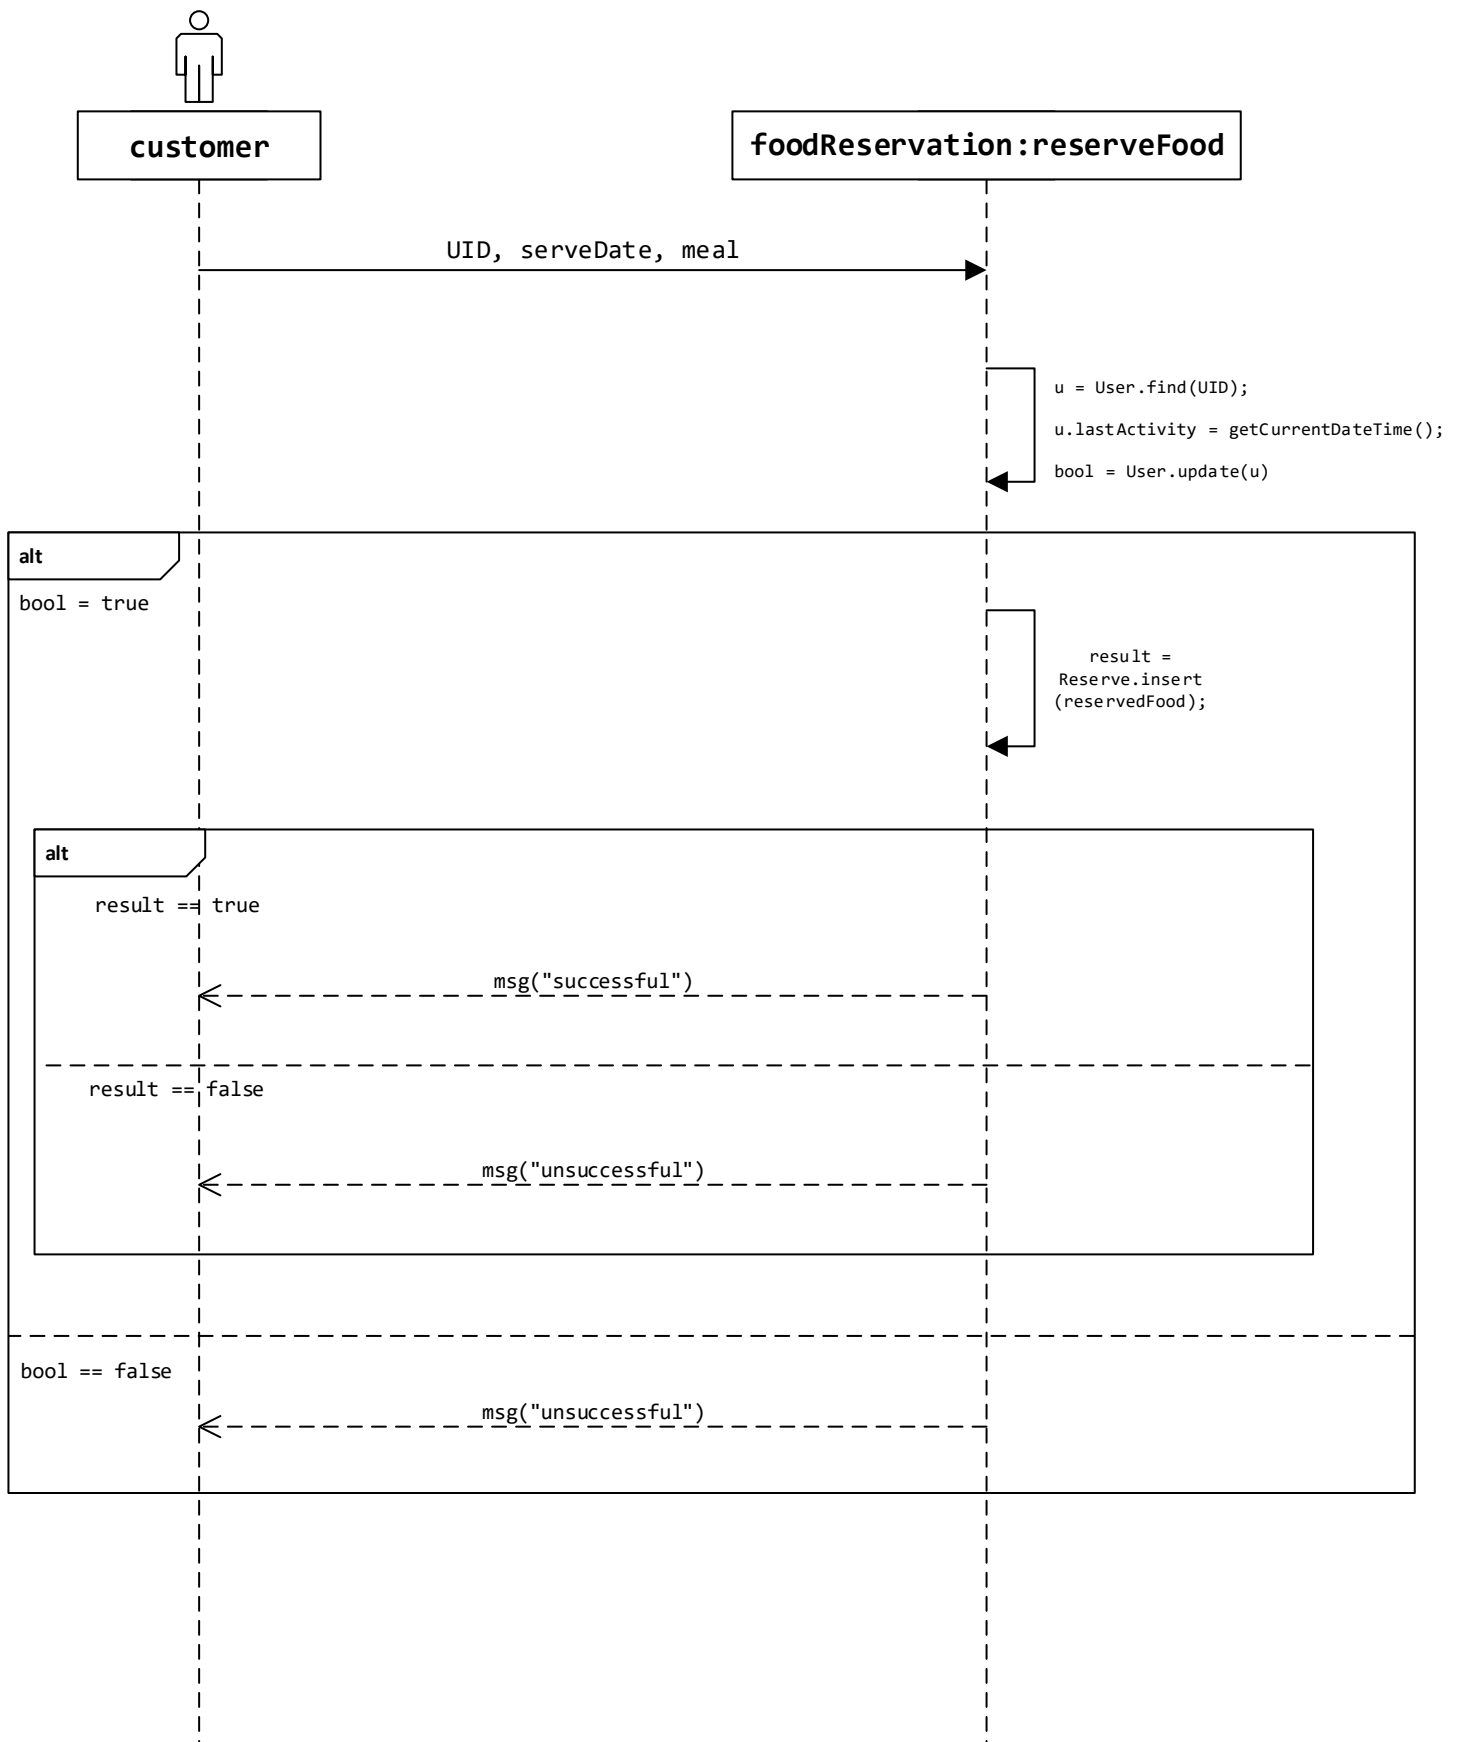 customer
foodReservation:reserveFood
UID, serveDate, meal
u = User.find(UID);
u.lastActivity = getCurrentDateTime();
bool = User.update(u)
alt
bool = true
result =
Reserve.insert
(reservedFood);
alt
result == true
msg("successful")
result == false
msg("unsuccessful")
bool == false
msg("unsuccessful")